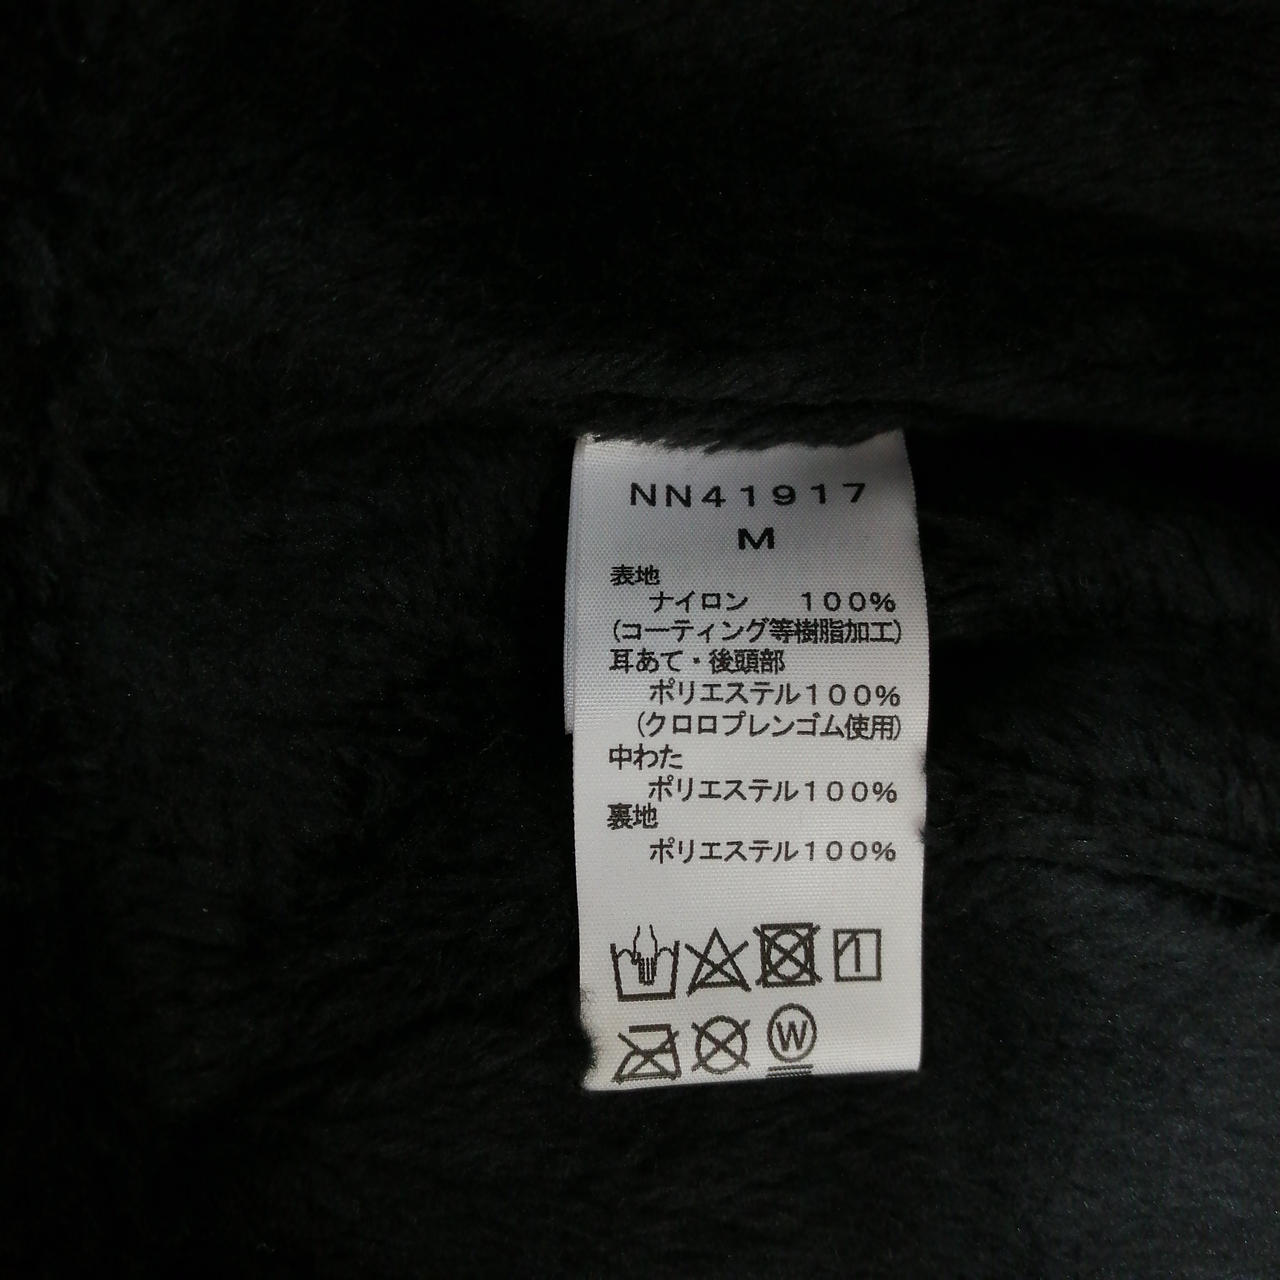 NN41917
M
表地
ナイロン 100%
(コーティング等樹脂加工)
耳あて・後頭部
ポリエステル100%
(クロロプレンゴム使用)
中わた
ポリエステル100%
裏地
ポリエステル100%
W